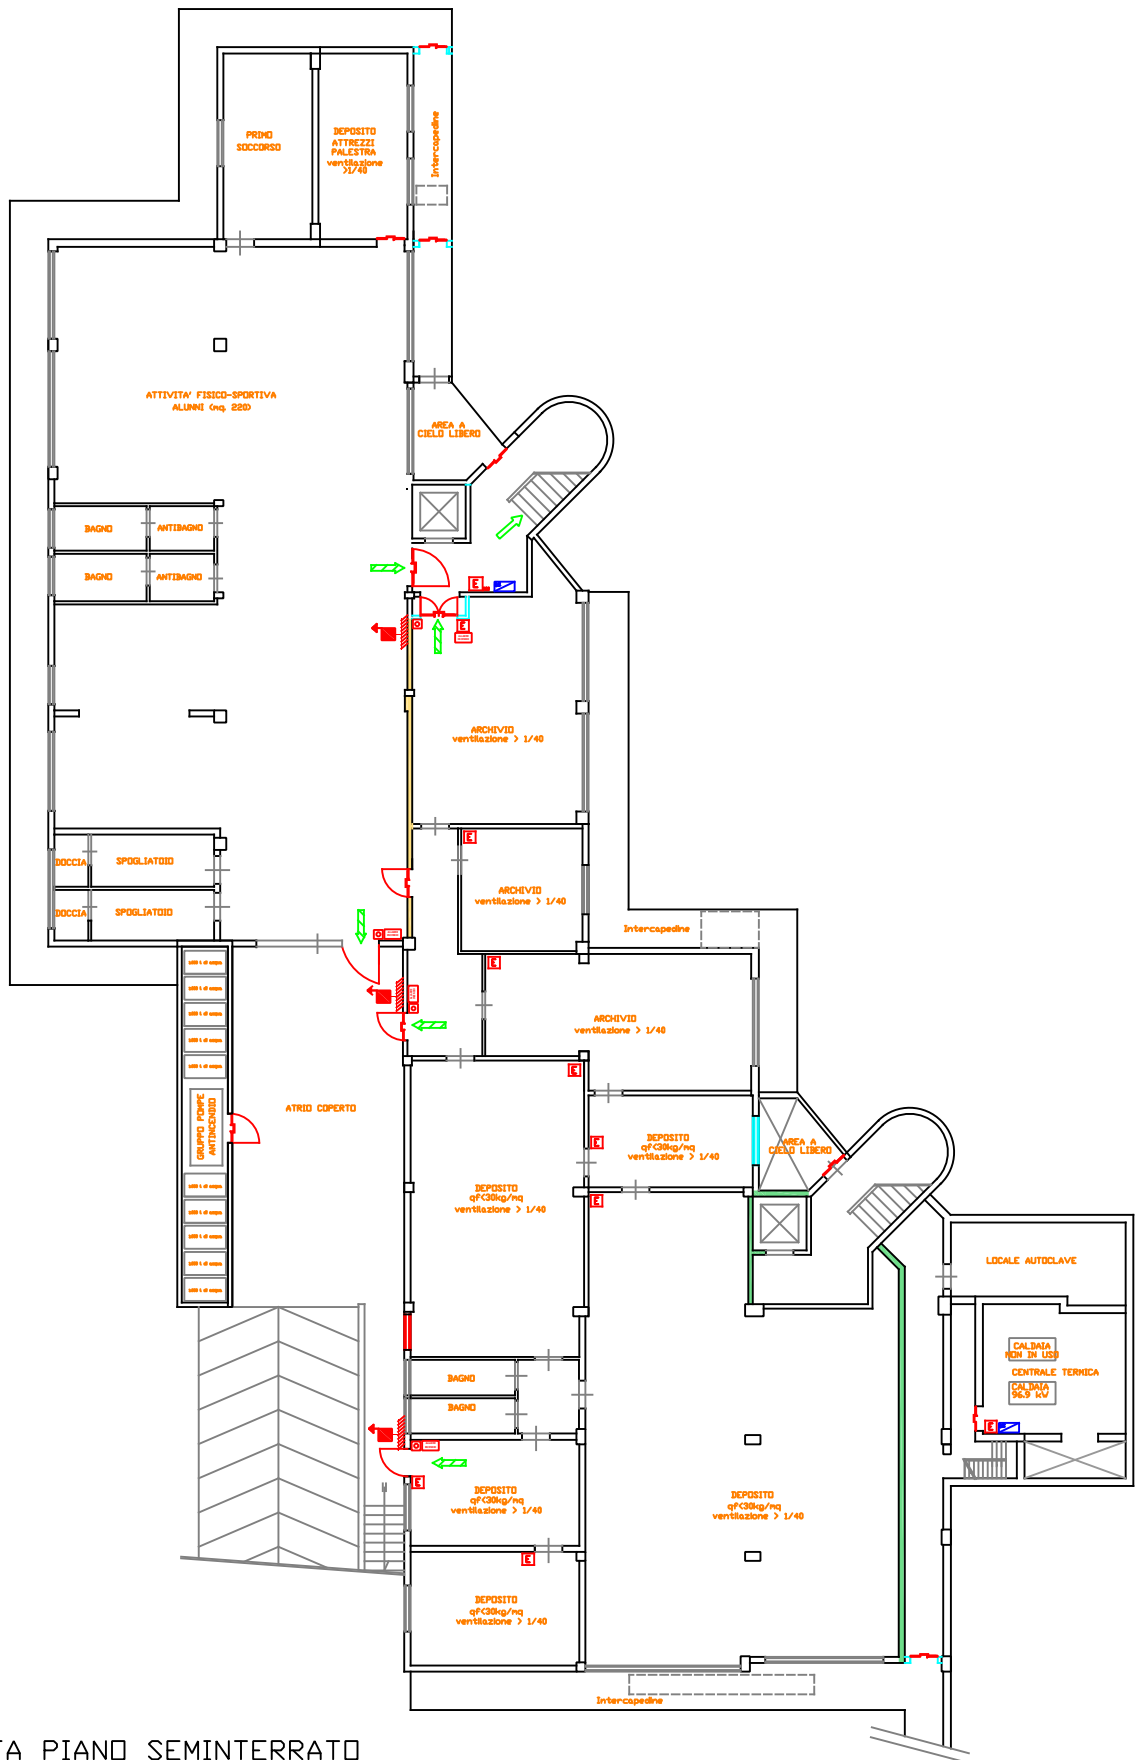 PRIMO
SOCCORSO
DEPOSITO
ATTREZZI
PALESTRA
ventilazione
>1/40
Intercapedine
ATTIVITA' FISICO-SPORTIVA
ALUNNI (mq. 220)
AREA A
CIELO LIBERO
BAGNO
ANTIBAGNO
BAGNO
ANTIBAGNO
E
E
ARCHIVIO
ventilazione > 1/40
E
DOCCIA
SPOGLIATOIO
ARCHIVIO
ventilazione > 1/40
DOCCIA
SPOGLIATOIO
Intercapedine
E
ARCHIVIO
ventilazione > 1/40
E
GRUPPO POMPE
ANTINCENDIO
ATRIO COPERTO
E
DEPOSITO
qf<30kg/mq
ventilazione > 1/40
AREA A
CIELO LIBERO
DEPOSITO
qf<30kg/mq
ventilazione > 1/40
E
LOCALE AUTOCLAVE
CALDAIA
NON IN USO
CENTRALE TERMICA
CALDAIA
96.9 kW
BAGNO
BAGNO
E
E
DEPOSITO
qf<30kg/mq
ventilazione > 1/40
DEPOSITO
qf<30kg/mq
ventilazione > 1/40
E
DEPOSITO
qf<30kg/mq
ventilazione > 1/40
Intercapedine
TA PIANO SEMINTERRATO